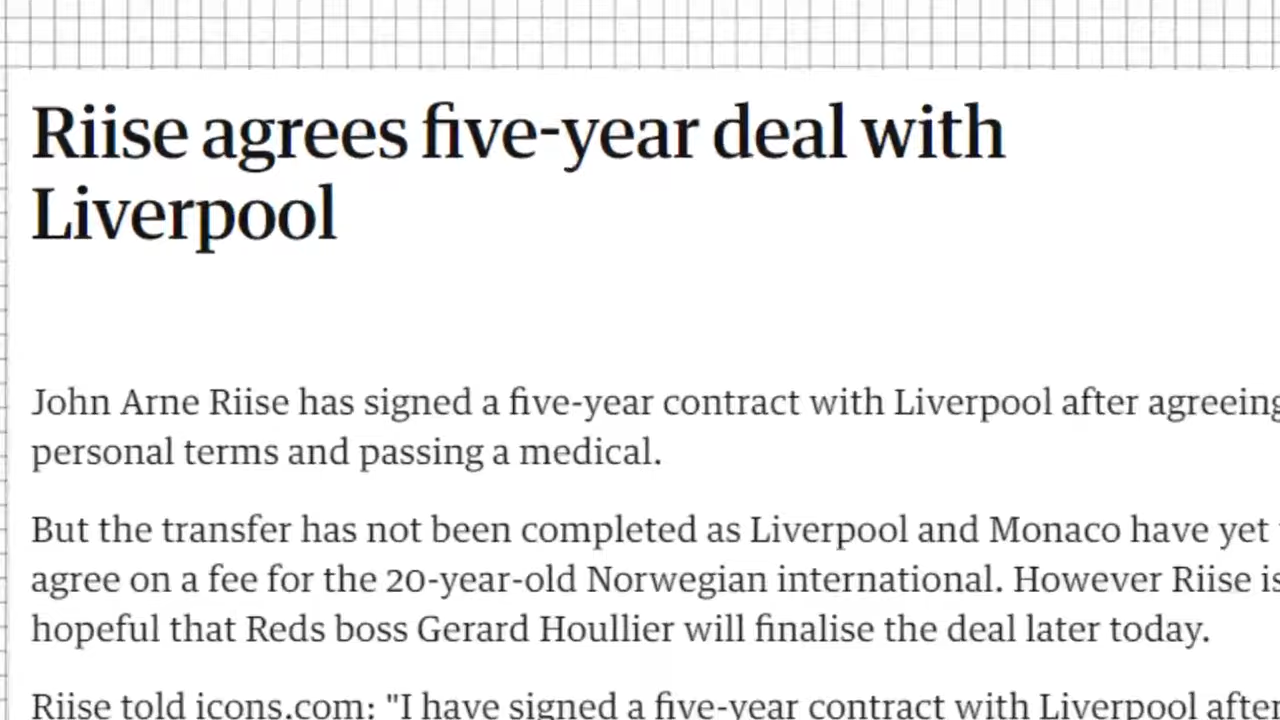 Riise agrees five-year deal with
Liverpool
John Arne Riise has signed a five-year contract with Liverpool after agreeing
personal terms and passing a medical.
But the transfer has not been completed as Liverpool and Monaco have yet
agree on a fee for the 20-year-old Norwegian international. However Riise is
hopeful that Reds boss Gerard Houllier will finalise the deal later today.
Riise told icons.com: "I have signed a five-year contract with Liverpool after